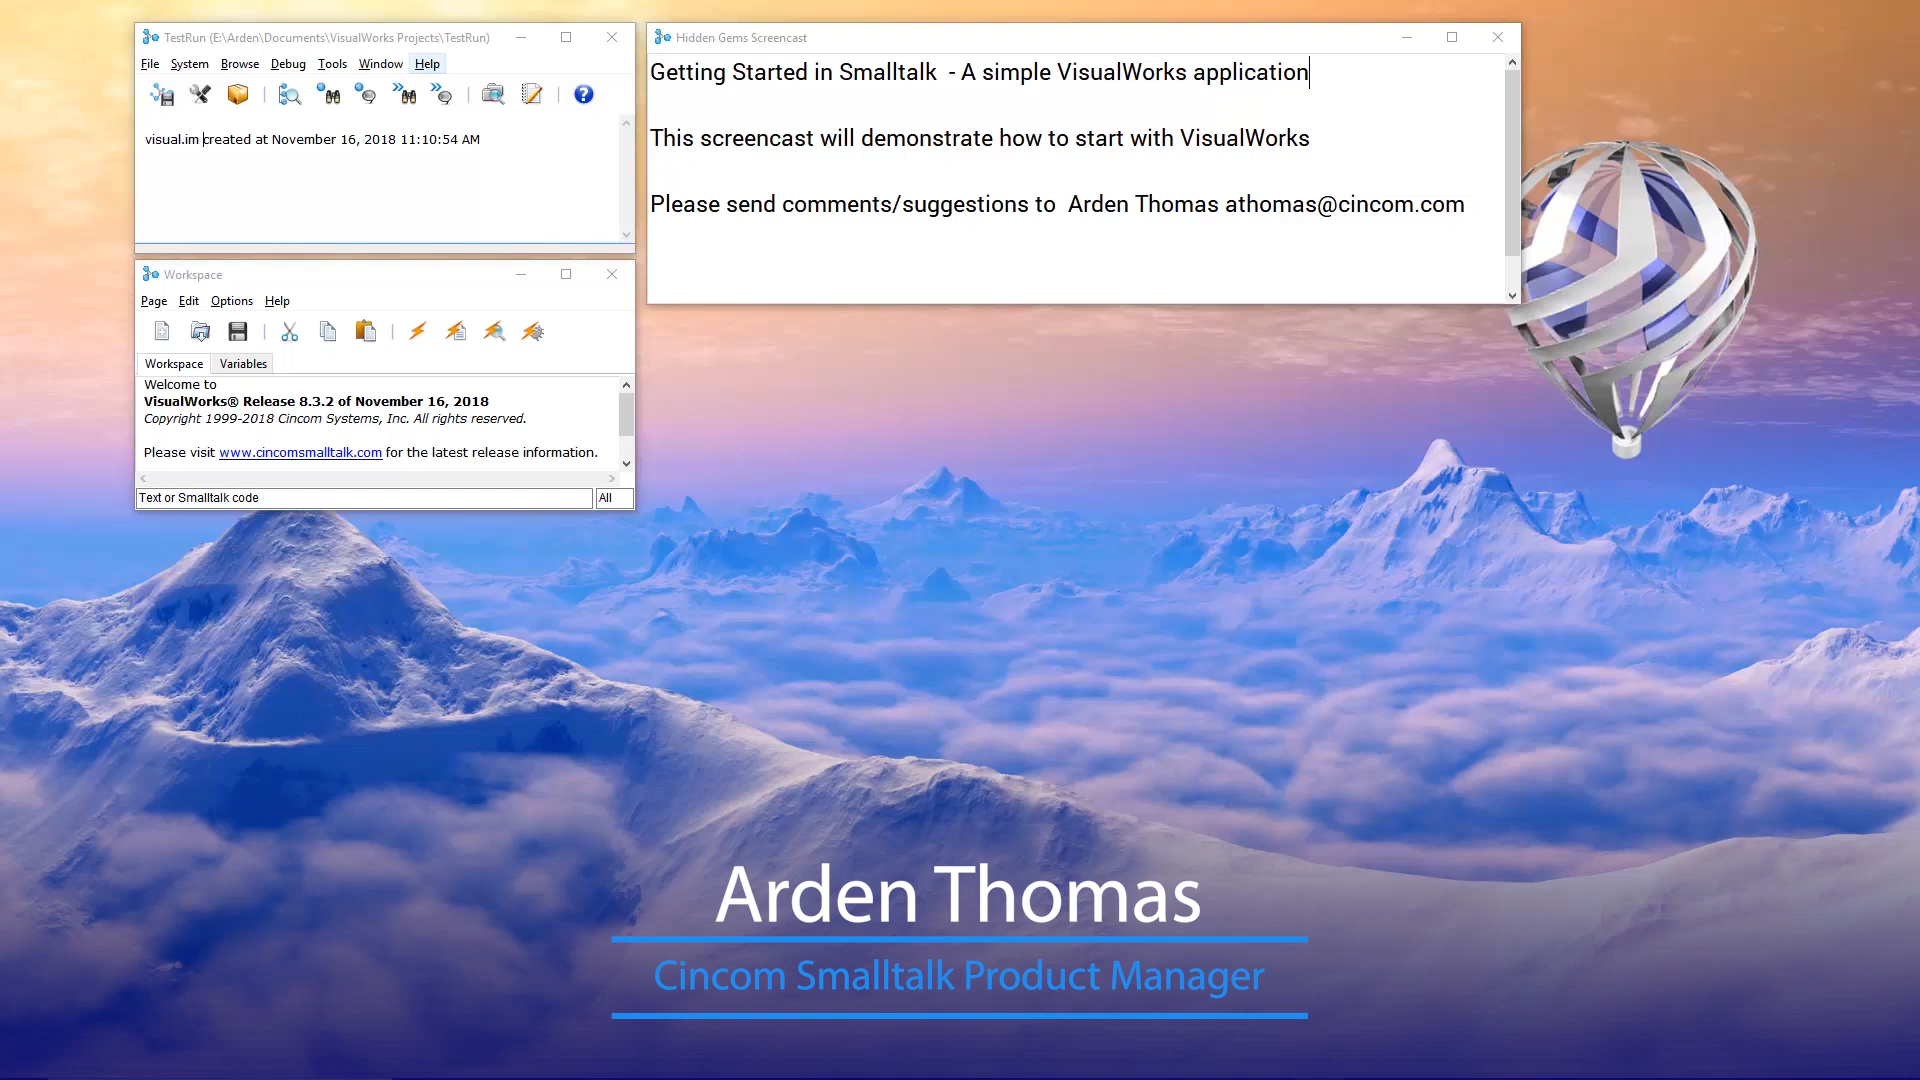 TestRun (E:\Arden\Documents\VisualWorks Projects\TestRun)
File System Browse Debug Tools Window Help
visual.im created at November 16, 2018 11:10:54 AM
Hidden Gems Screencast
Getting Started in Smalltalk  - A simple VisualWorks application
This screencast will demonstrate how to start with VisualWorks
Please send comments/suggestions to  Arden Thomas athomas@cincom.com
Workspace
Page Edit Options Help
Workspace Variables
Welcome to
VisualWorks® Release 8.3.2 of November 16, 2018
Copyright 1999-2018 Cincom Systems, Inc. All rights reserved.
Please visit www.cincomsmalltalk.com for the latest release information.
Text or Smalltalk code All
Arden Thomas
Cincom Smalltalk Product Manager